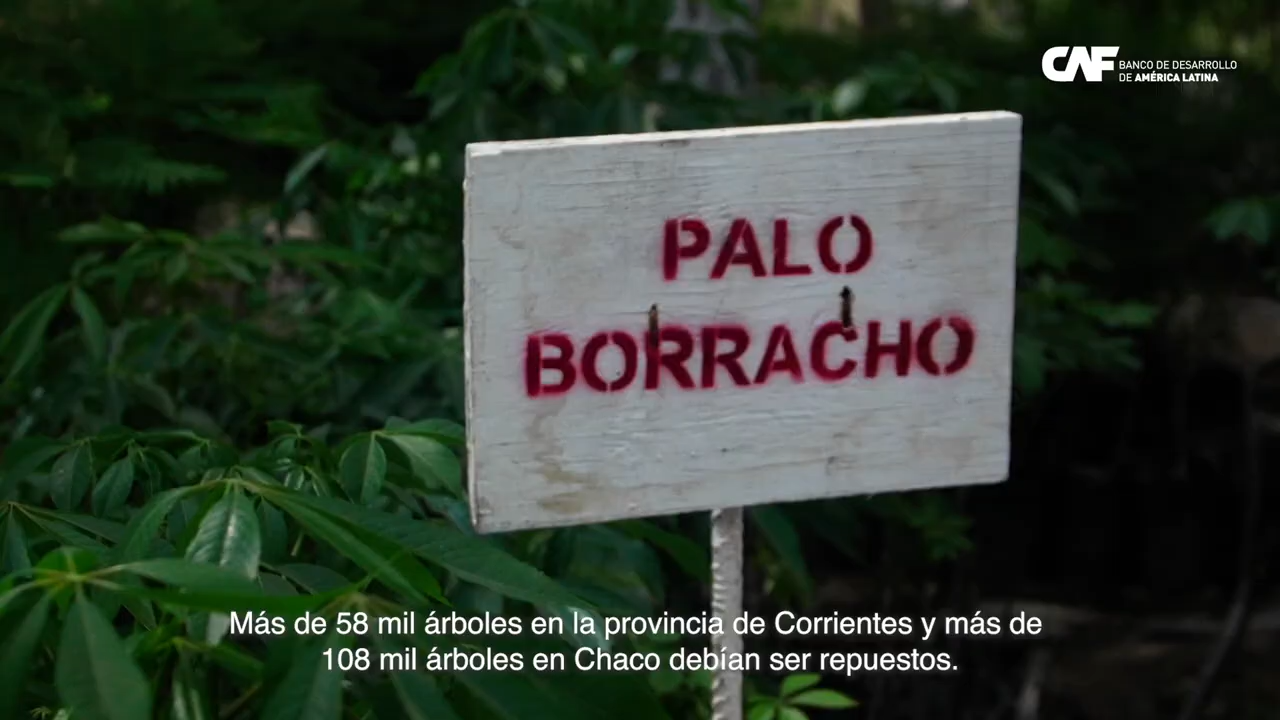 CAF BANCO DE DESARROLLO
DE AMÉRICA LATINA
PALO
BORRACHO
Más de 58 mil árboles en la provincia de Corrientes y más de
108 mil árboles en Chaco debían ser repuestos.